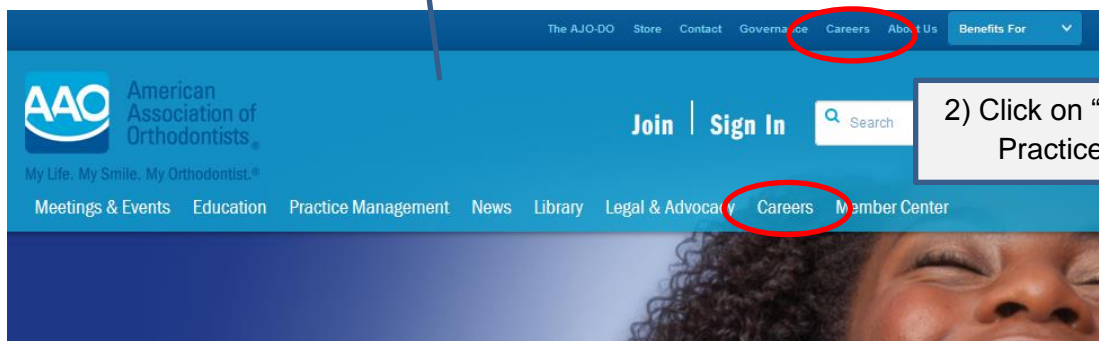 The AJO-DO Store Contact Governance Careers About Us Benefits For
AAO
American
Association of
Orthodontists
My Life. My Smile. My Orthodontist.®
Join Sign In
Search
2) Click on “
Practice
Meetings & Events Education Practice Management News Library Legal & Advocacy Careers Member Center